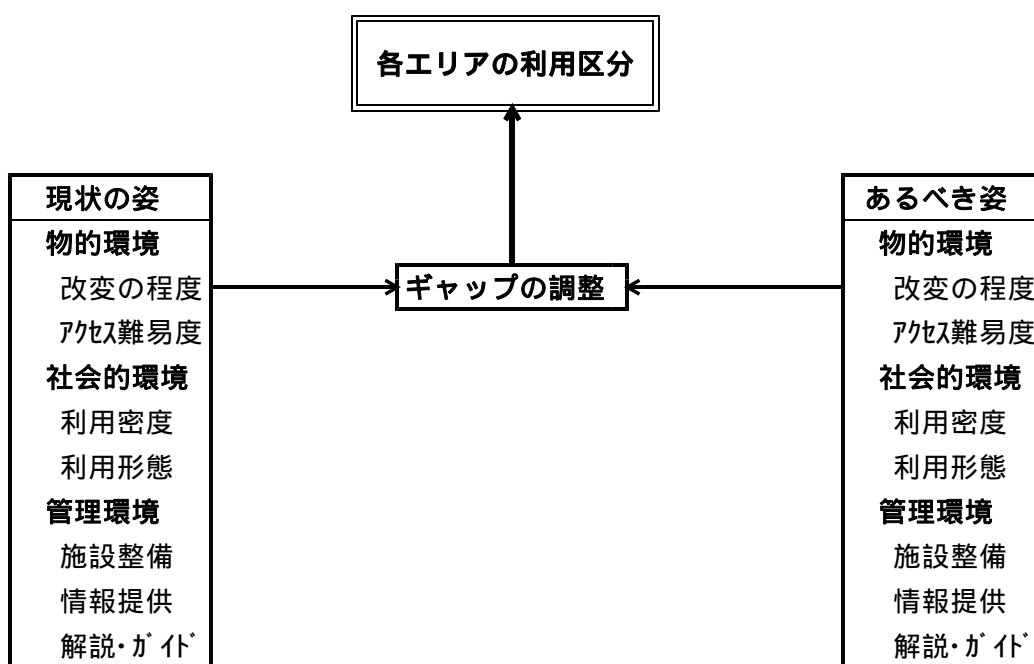 各エリアの利用区分
現状の姿
物的環境
改変の程度
ｱｸｾｽ難易度
社会的環境
利用密度
利用形態
管理環境
施設整備
情報提供
解説・ｶﾞｲﾄﾞ
ギャップの調整
あるべき姿
物的環境
改変の程度
ｱｸｾｽ難易度
社会的環境
利用密度
利用形態
管理環境
施設整備
情報提供
解説・ｶﾞｲﾄﾞ